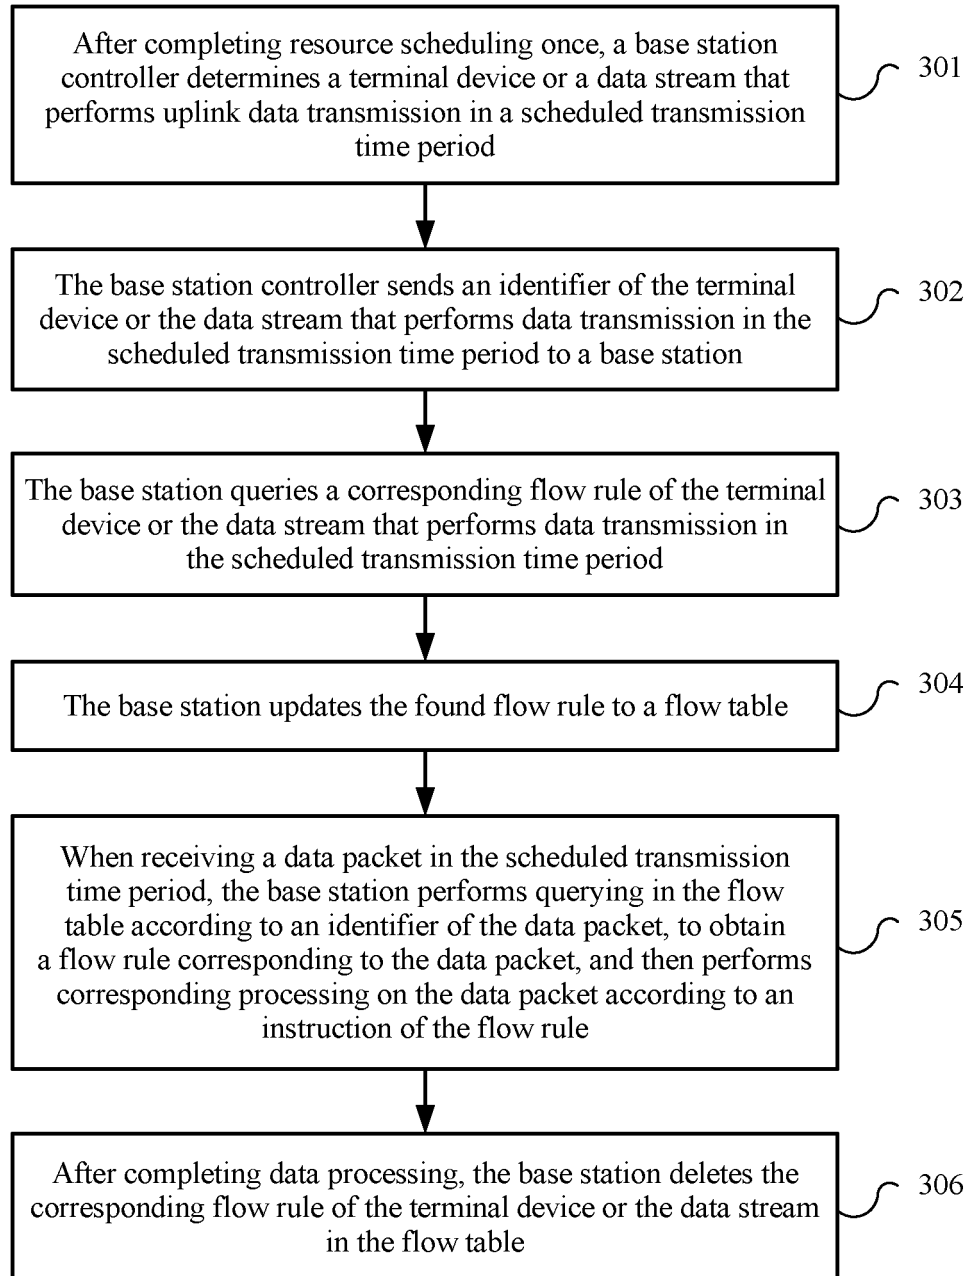 After completing resource scheduling once, a base station
controller determines a terminal device or a data stream that
performs uplink data transmission in a scheduled transmission
time period
301
The base station controller sends an identifier of the terminal
device or the data stream that performs data transmission in the
scheduled transmission time period to a base station
302
The base station queries a corresponding flow rule of the terminal
device or the data stream that performs data transmission in
the scheduled transmission time period
303
The base station updates the found flow rule to a flow table
304
When receiving a data packet in the scheduled transmission
time period, the base station performs querying in the flow
table according to an identifier of the data packet, to obtain
a flow rule corresponding to the data packet, and then performs
corresponding processing on the data packet according to an
instruction of the flow rule
305
After completing data processing, the base station deletes the
corresponding flow rule of the terminal device or the data stream
in the flow table
306